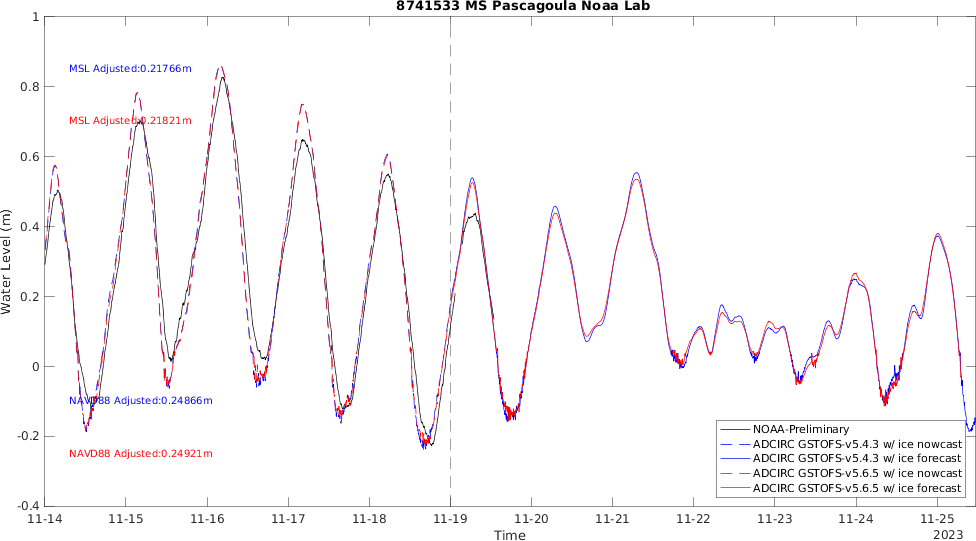 8741533 MS Pascagoula Noaa Lab
1
0.8
0.6
0.4
0.2
0
-0.2
-0.4
Water Level (m)
MSL Adjusted:0.21766m
MSL Adjusted:0.21821m
NAVD88 Adjusted:0.24866m
NAVD88 Adjusted:0.24921m
NOAA-Preliminary
ADCIRC GSTOFS-v5.4.3 w/ ice nowcast
ADCIRC GSTOFS-v5.4.3 w/ ice forecast
ADCIRC GSTOFS-v5.6.5 w/ ice nowcast
ADCIRC GSTOFS-v5.6.5 w/ ice forecast
11-14 11-15 11-16 11-17 11-18 11-19 11-20 11-21 11-22 11-23 11-24 11-25
Time
2023